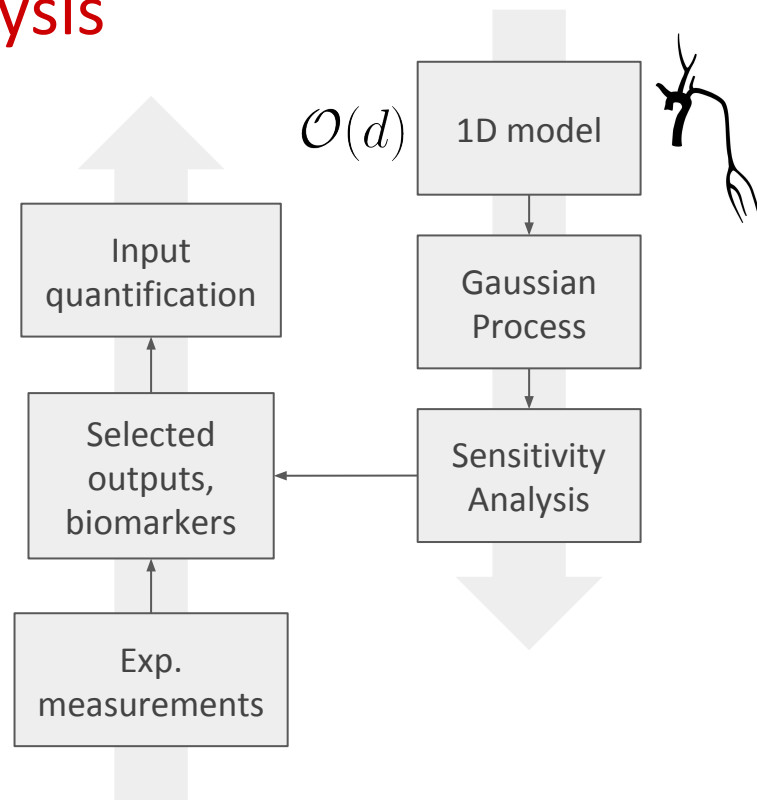 ysis
𝒪(d)
1D model
Gaussian
Process
Sensitivity
Analysis
Input
quantification
Selected
outputs,
biomarkers
Exp.
measurements